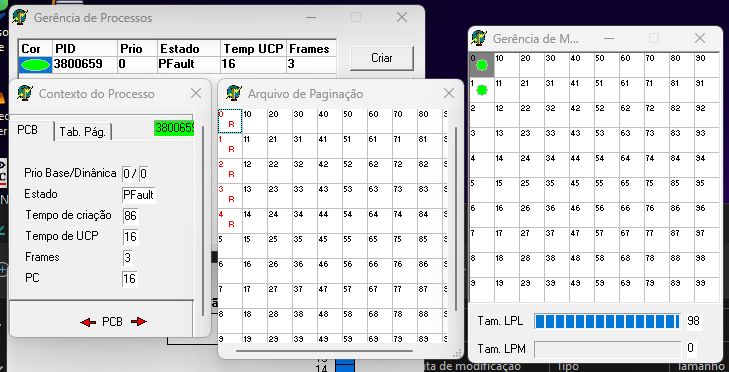 Gerência de Processos
Cor PID Prio Estado Temp UCP Frames
3800659 0 PFault 16 3
Criar
Contexto do Processo
PCB Tab. Pág. 380065
Prio Base/Dinânica 0 / 0
Estado PFault
Tempo de criação 86
Tempo de UCP 16
Frames 3
PC 16
PCB
Arquivo de Paginação
0 10 20 30 40 50 60 70 80
R
1 11 21 31 41 51 61 71 81
R
2 12 22 32 42 52 62 72 82
R
3 13 23 33 43 53 63 73 83
R
4 14 24 34 44 54 64 74 84
R
5 15 25 35 45 55 65 75 85
6 16 26 36 46 56 66 76 86
7 17 27 37 47 57 67 77 87
8 18 28 38 48 58 68 78 88
9 19 29 39 49 59 69 79 89
Gerência de M...
0 10 20 30 40 50 60 70 80 90
1 11 21 31 41 51 61 71 81 91
2 12 22 32 42 52 62 72 82 92
3 13 23 33 43 53 63 73 83 93
4 14 24 34 44 54 64 74 84 94
5 15 25 35 45 55 65 75 85 95
6 16 26 36 46 56 66 76 86 96
7 17 27 37 47 57 67 77 87 97
8 18 28 38 48 58 68 78 88 98
9 19 29 39 49 59 69 79 89 99
Tam. LPL 98
Tam. LPM 0
ta de modificação Tipo Tamanho